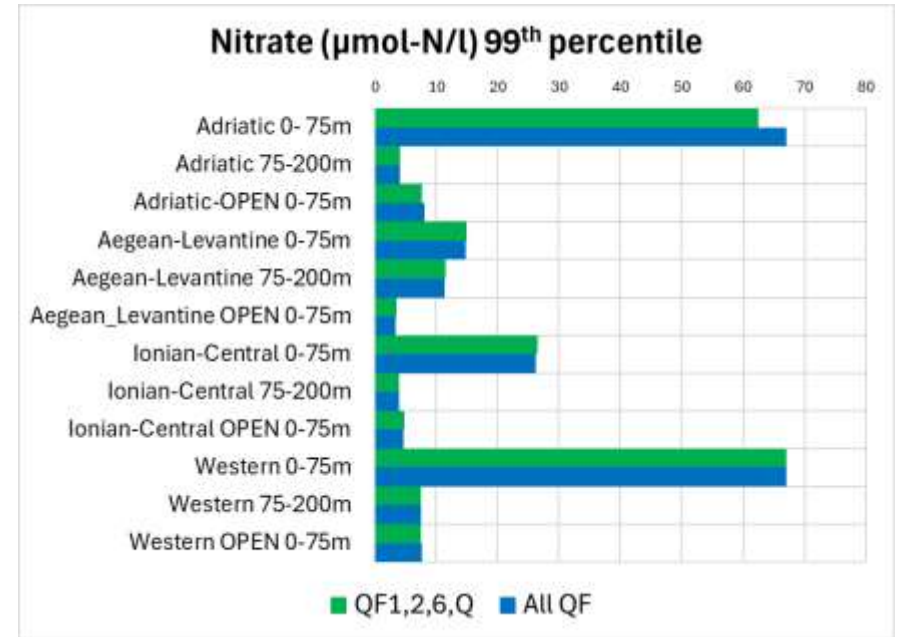 Nitrate (µmol-N/l) 99th percentile
0 10 20 30 40 50 60 70 80
Adriatic 0- 75m
Adriatic 75-200m
Adriatic-OPEN 0-75m
Aegean-Levantine 0-75m
Aegean-Levantine 75-200m
Aegean_Levantine OPEN 0-75m
Ionian-Central 0-75m
Ionian-Central 75-200m
Ionian-Central OPEN 0-75m
Western 0-75m
Western 75-200m
Western OPEN 0-75m
QF1,2,6,Q All QF